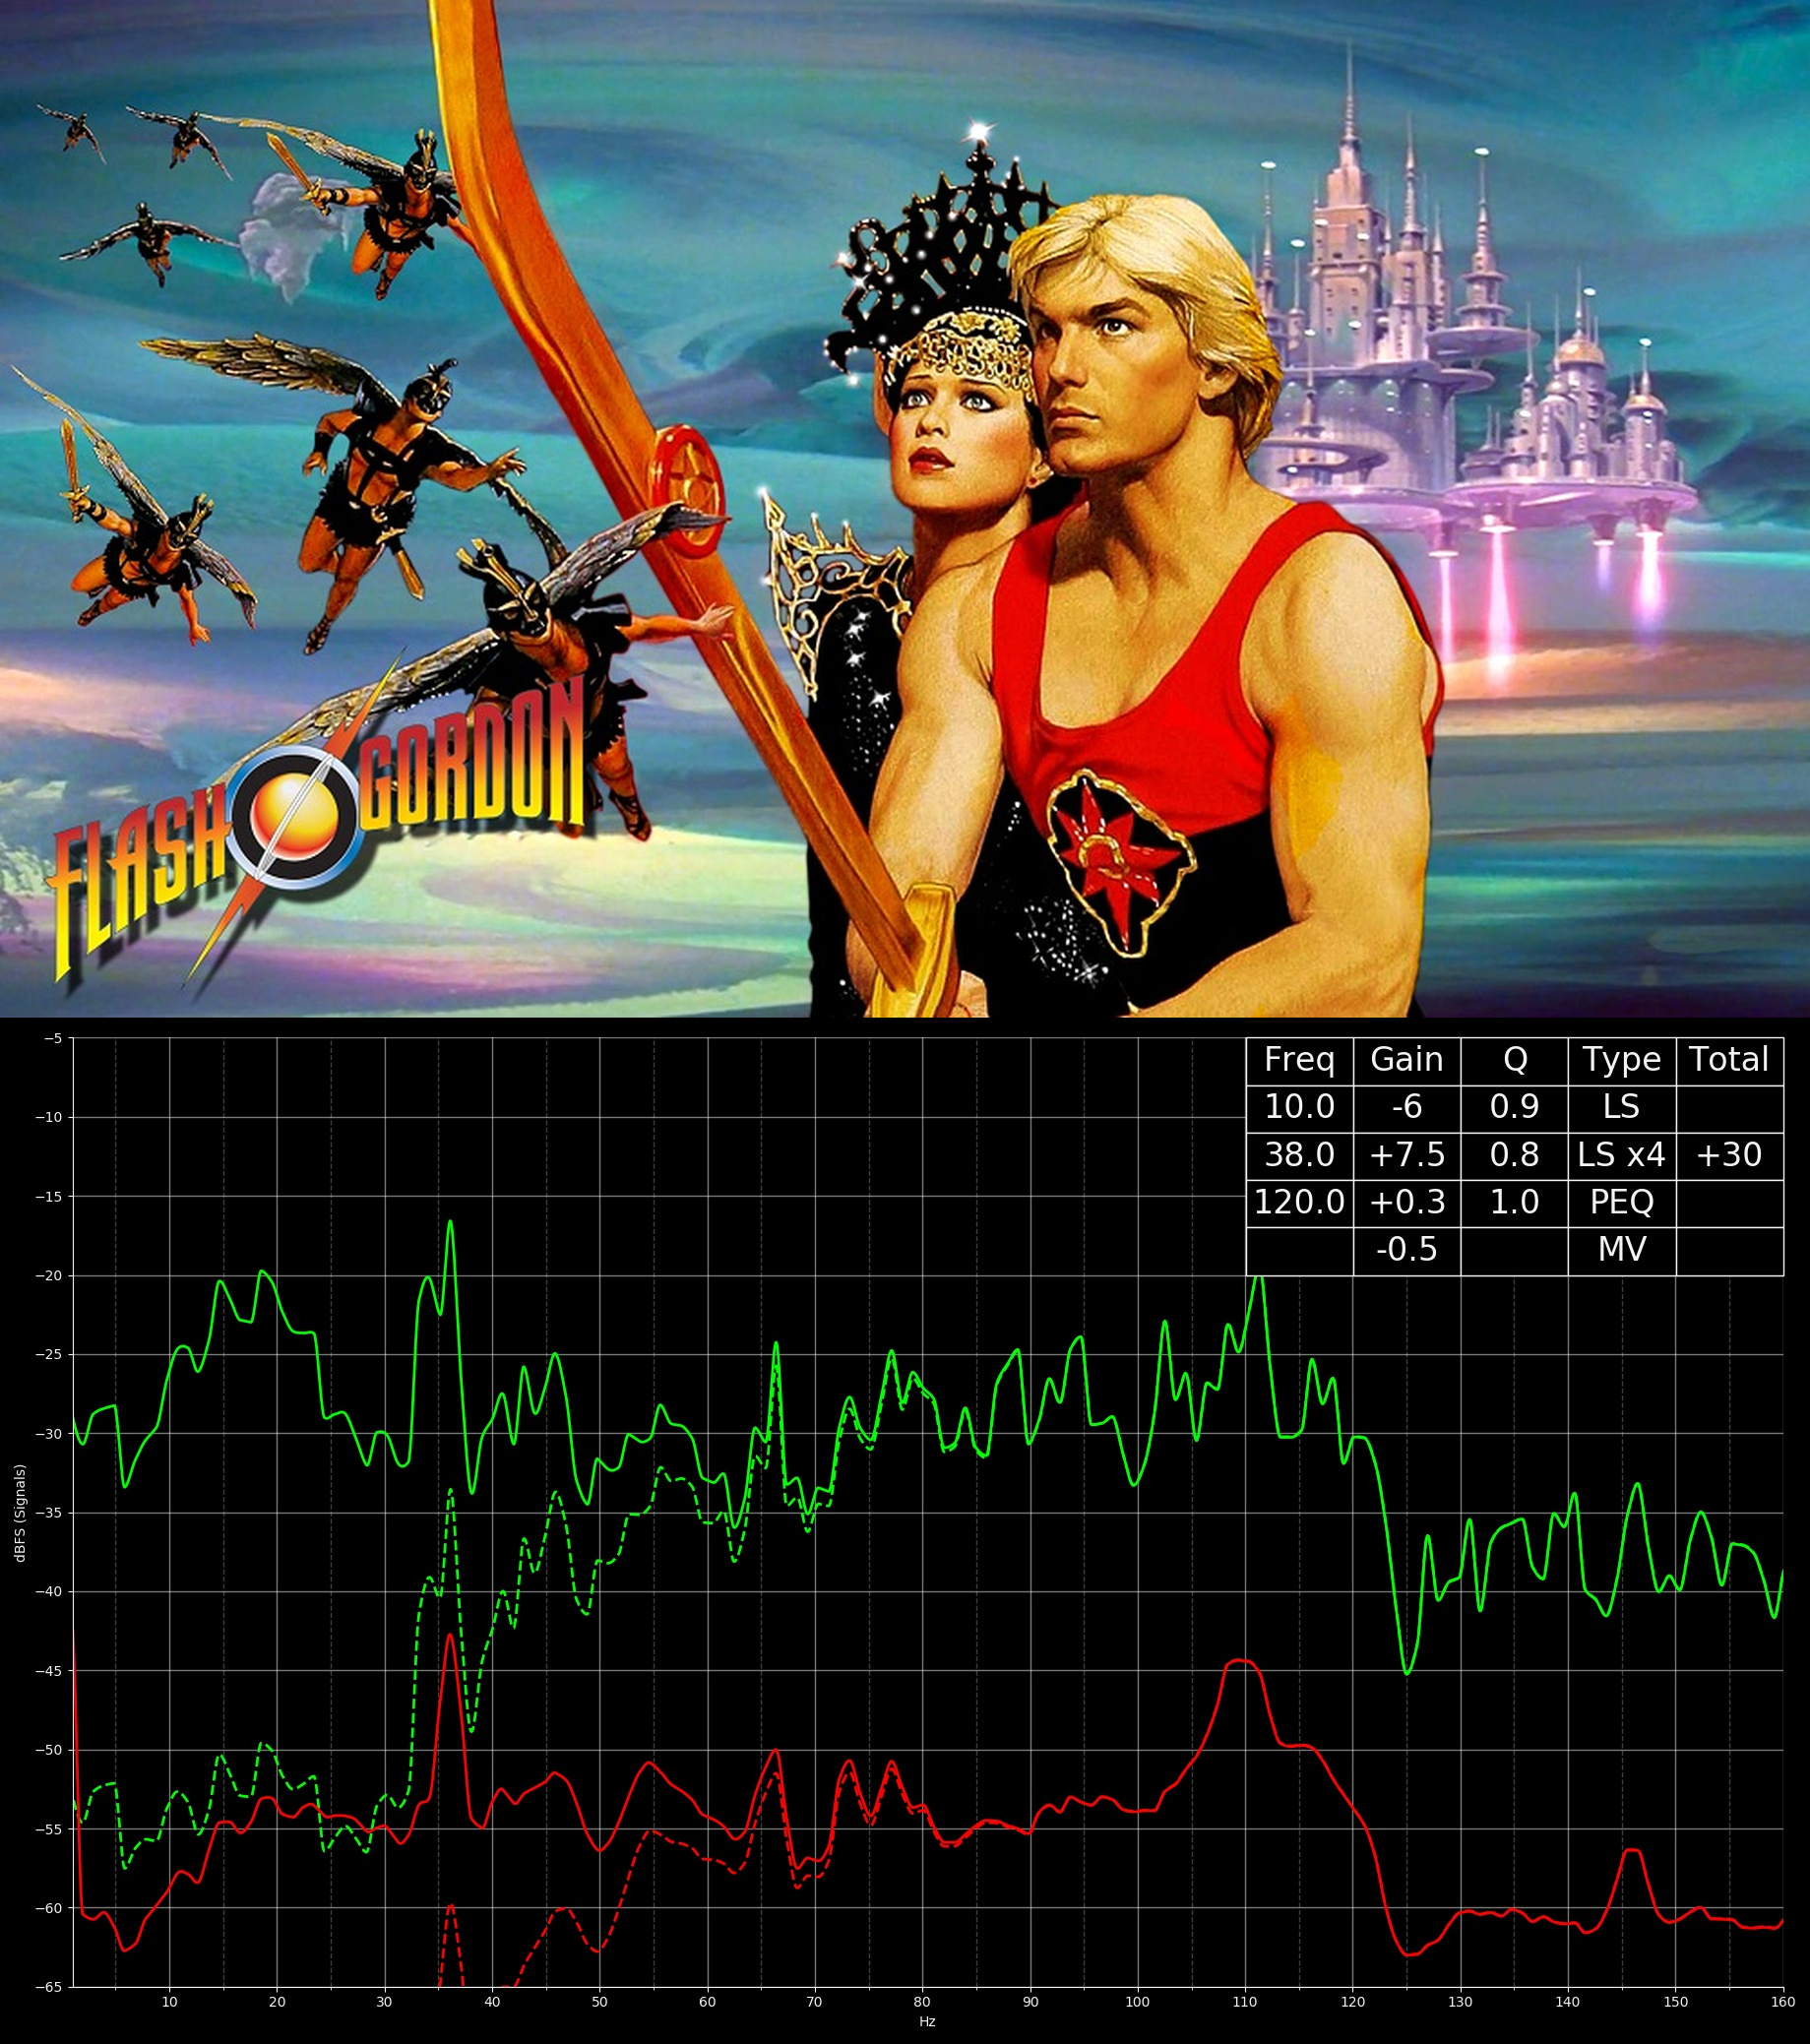 FLASH GORDON
Freq Gain Q Type Total
10.0 -6 0.9 LS
38.0 +7.5 0.8 LS x4 +30
120.0 +0.3 1.0 PEQ
-0.5 MV
−5
−10
−15
−20
−25
−30
−35
−40
−45
−50
−55
−60
−65
dBFS (Signals)
10 20 30 40 50 60 70 80 90 100 110 120 130 140 150 160
Hz